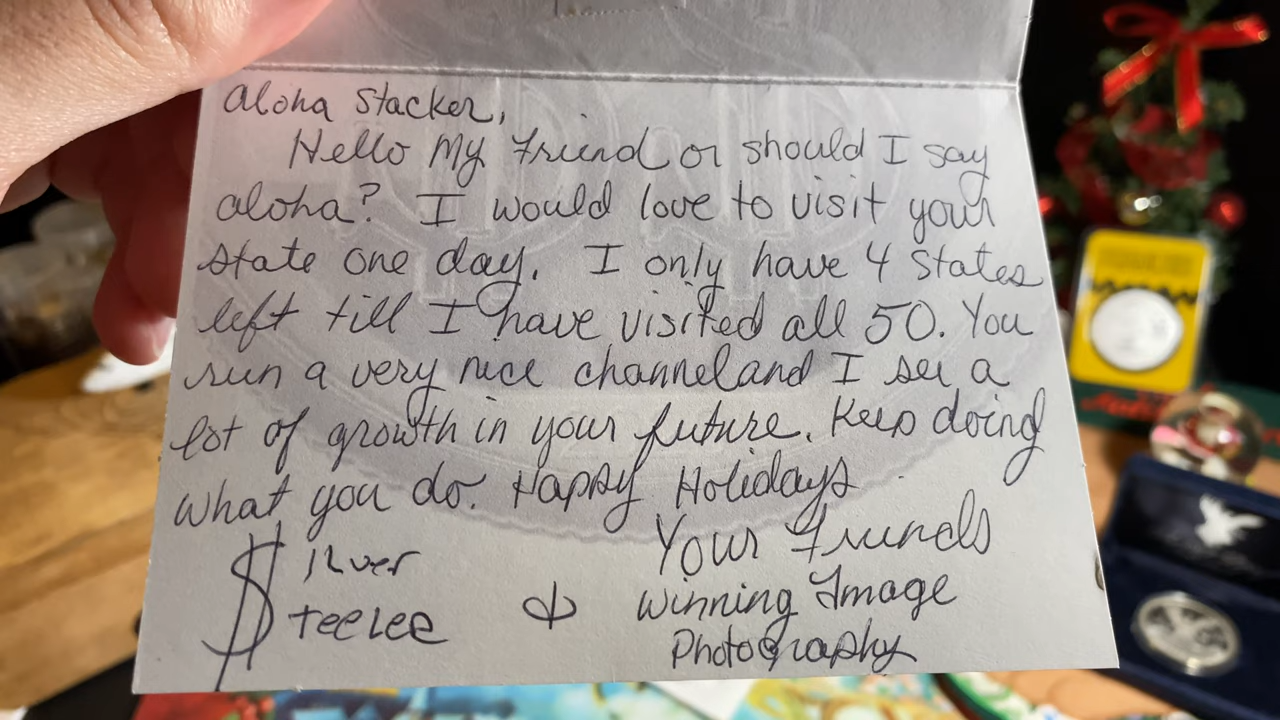 aloha Stacker,
Hello My Friend or should I say
aloha? I would love to visit your
state one day. I only have 4 States
left till I have visited all 50. You
run a very nice channel and I see a
lot of growth in your future. Keep doing
what you do. Happy Holidays
Your Friends
$ilver
$teeLee & Winning Image
Photography